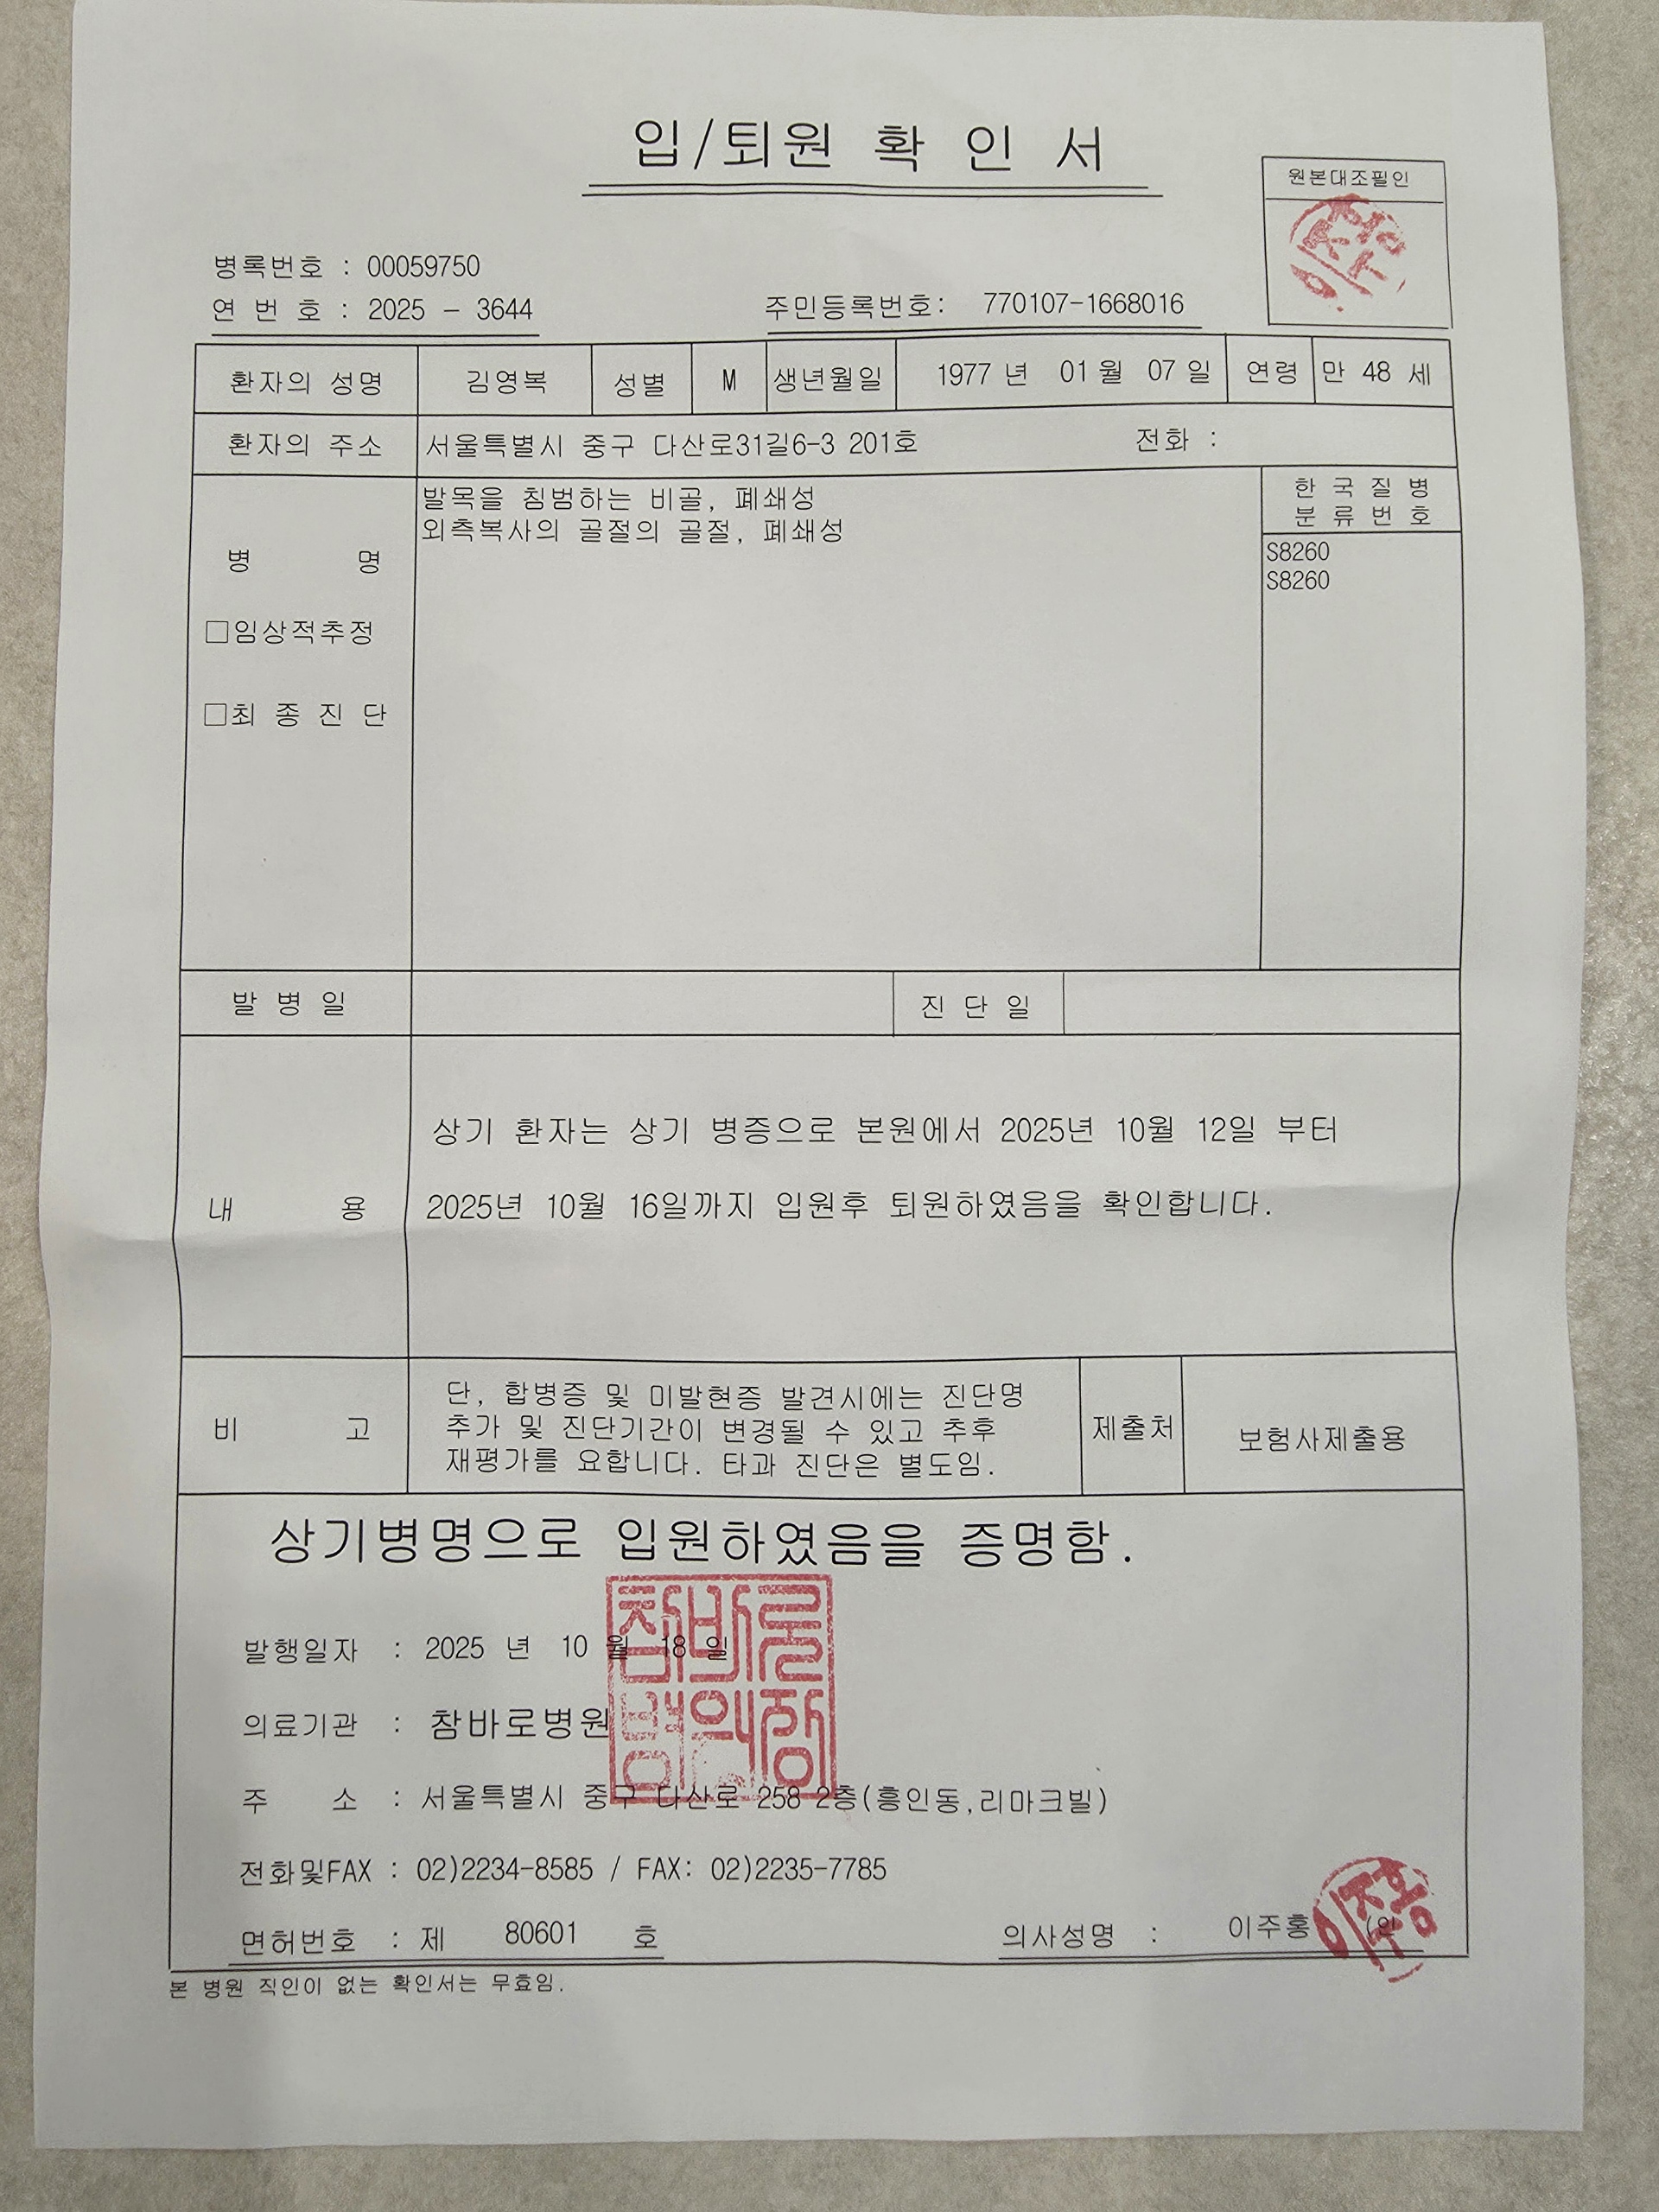 입/퇴원 확 인 서
원본대조필인
병록번호 : 00059750
연 번 호 : 2025 - 3644
주민등록번호: 770107-1668016
환자의 성명 김영복 성별 M 생년월일 1977 년 01 월 07 일 연령 만 48 세
환자의 주소 서울특별시 중구 다산로31길6-3 201호 전화 :
병 명
□임상적추정
□최 종 진 단
발목을 침범하는 비골, 폐쇄성
외측복사의 골절의 골절, 폐쇄성
한 국 질 병
분 류 번 호
S8260
S8260
발 병 일 진 단 일
내 용
상기 환자는 상기 병증으로 본원에서 2025년 10월 12일 부터
2025년 10월 16일까지 입원후 퇴원하였음을 확인합니다.
비 고
단, 합병증 및 미발현증 발견시에는 진단명
추가 및 진단기간이 변경될 수 있고 추후
재평가를 요합니다. 타과 진단은 별도임.
제출처 보험사제출용
상기병명으로 입원하였음을 증명함.
발행일자 : 2025 년 10 월 18 일
의료기관 : 참바로병원
주 소 : 서울특별시 중구 다산로 258 2층(흥인동,리마크빌)
전화및FAX : 02)2234-8585 / FAX: 02)2235-7785
면허번호 : 제 80601 호
의사성명 : 이주홍 (인
이주홍
참바로
병의장
본 병원 직인이 없는 확인서는 무효임.